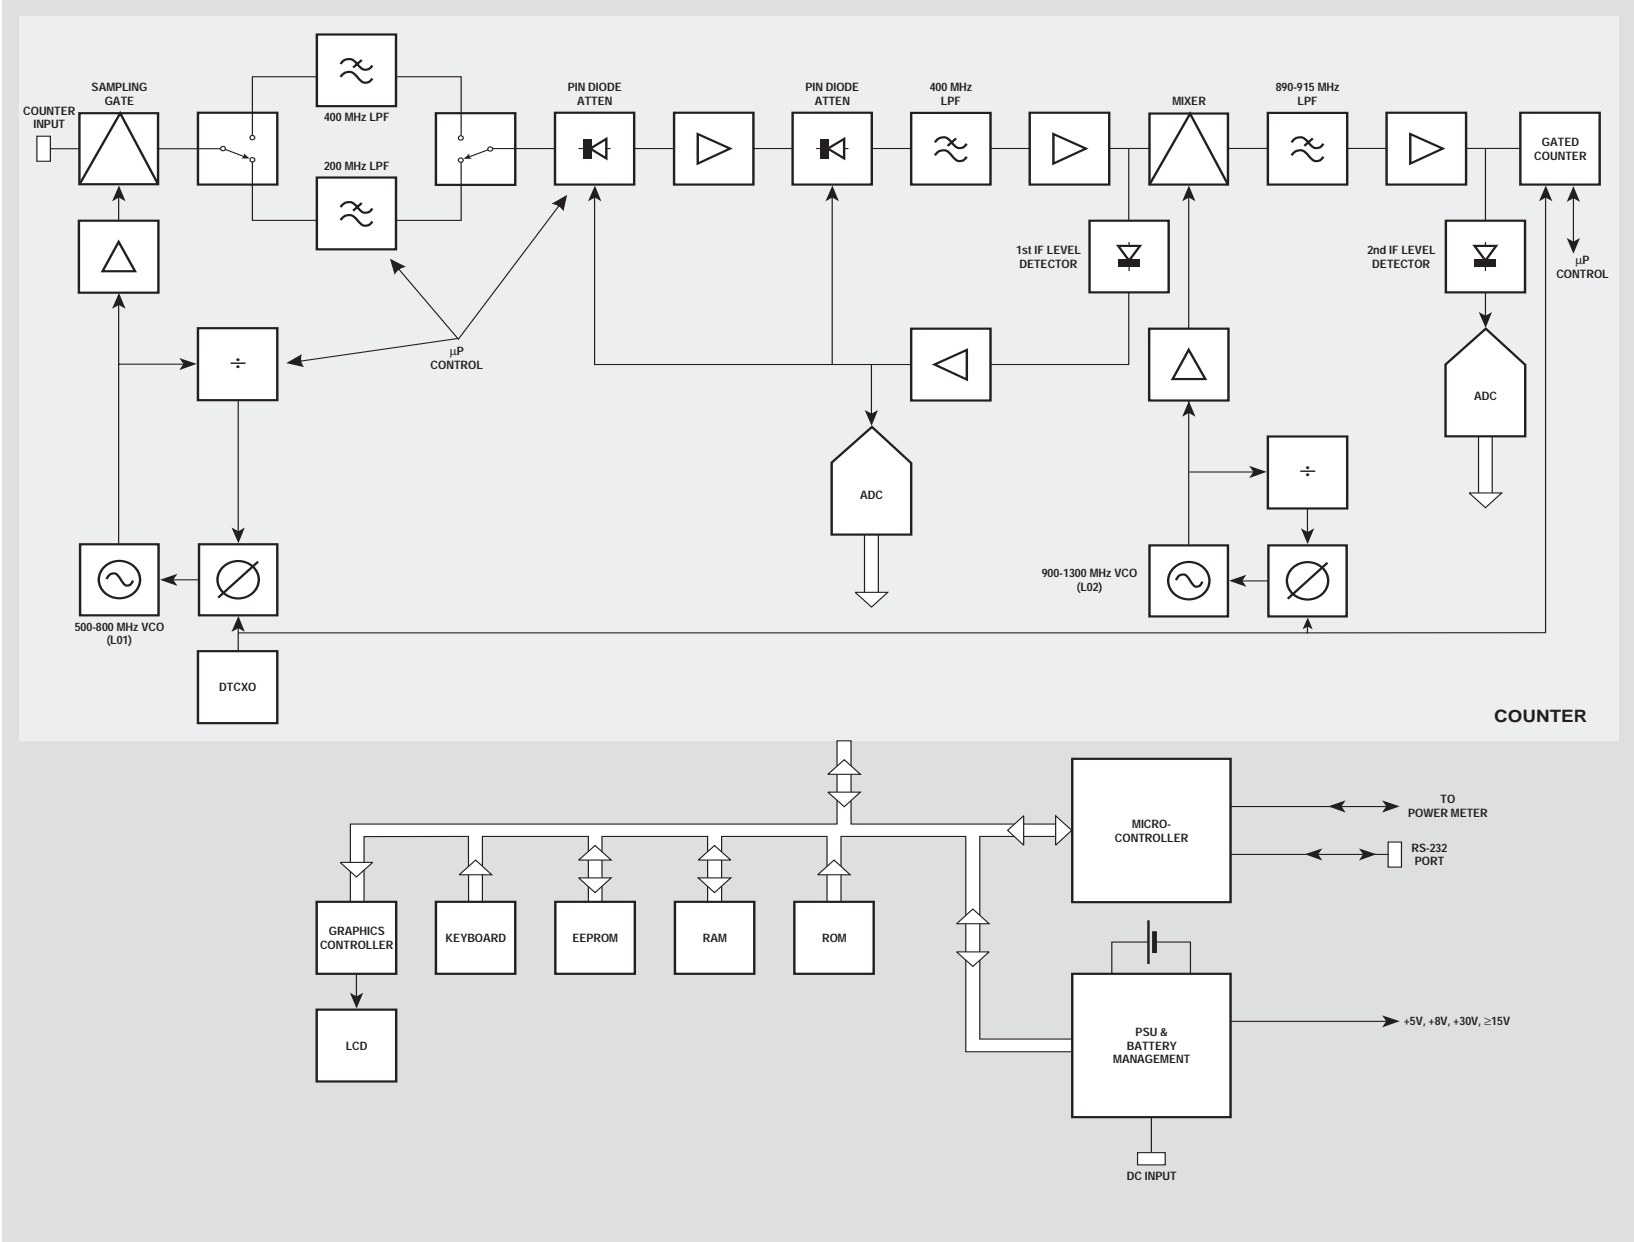 COUNTER
INPUT
SAMPLING
GATE
400 MHz LPF
200 MHz LPF
PIN DIODE
ATTEN
PIN DIODE
ATTEN
400 MHz
LPF
MIXER
890-915 MHz
LPF
GATED
COUNTER
1st IF LEVEL
DETECTOR
2nd IF LEVEL
DETECTOR
µP
CONTROL
÷
µP
CONTROL
ADC
ADC
÷
500-800 MHz VCO
(L01)
900-1300 MHz VCO
(L02)
DTCXO
COUNTER
MICRO-
CONTROLLER
TO
POWER METER
RS-232
PORT
GRAPHICS
CONTROLLER
KEYBOARD
EEPROM
RAM
ROM
LCD
PSU &
BATTERY
MANAGEMENT
+5V, +8V, +30V, ≥15V
DC INPUT